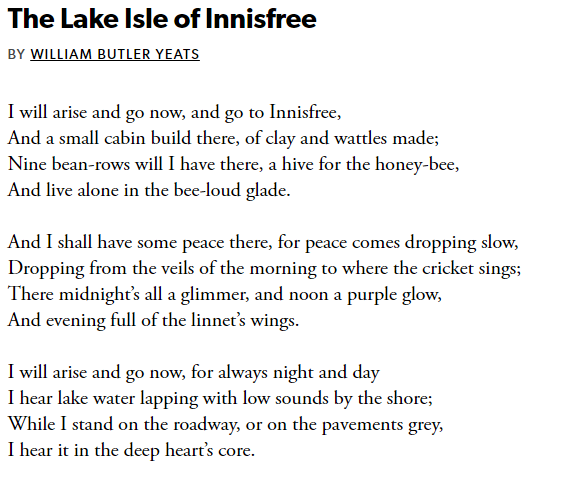 The Lake Isle of Innisfree
BY WILLIAM BUTLER YEATS
I will arise and go now, and go to Innisfree,
And a small cabin build there, of clay and wattles made;
Nine bean-rows will I have there, a hive for the honey-bee,
And live alone in the bee-loud glade.
And I shall have some peace there, for peace comes dropping slow,
Dropping from the veils of the morning to where the cricket sings;
There midnight’s all a glimmer, and noon a purple glow,
And evening full of the linnet’s wings.
I will arise and go now, for always night and day
I hear lake water lapping with low sounds by the shore;
While I stand on the roadway, or on the pavements grey,
I hear it in the deep heart’s core.